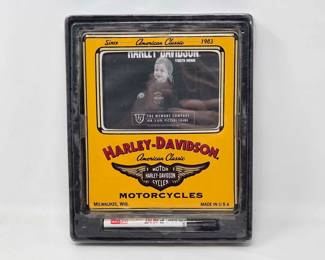 Since American Classic 1903
HARLEY-DAVIDSON
THE MEMORY COMPANY
HARLEY-DAVIDSON
American Classic
MOTOR
HARLEY-DAVIDSON
CYCLES
MOTORCYCLES
MILWAUKEE, WIS. MADE IN U S A